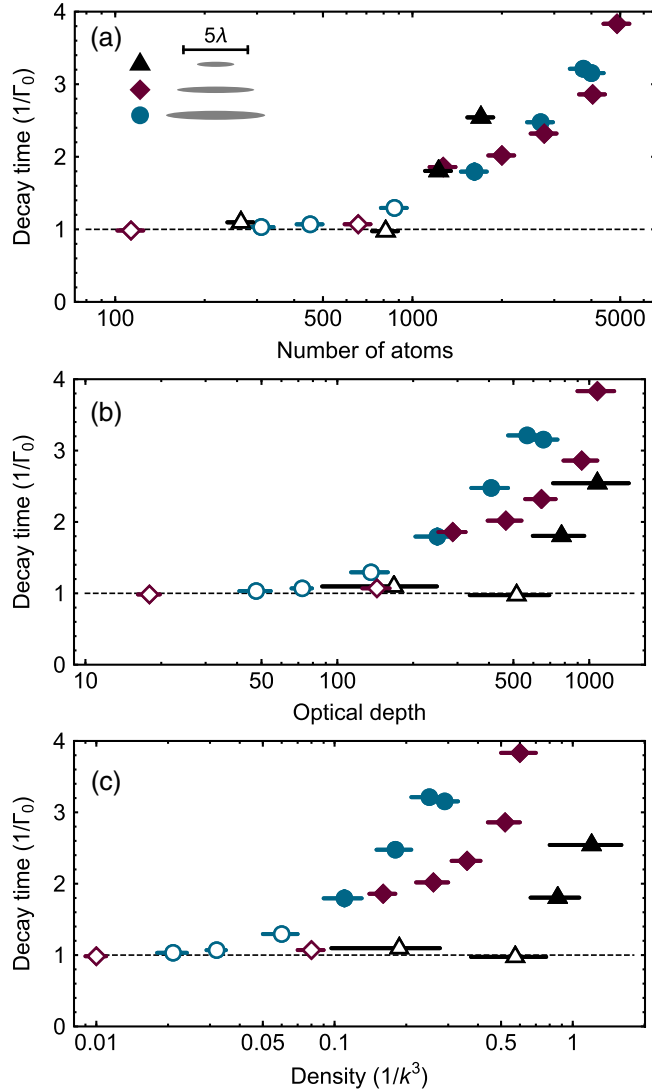 (a)
5λ
4
3
2
1
0
Decay time (1/Γ₀)
100
500
1000
5000
Number of atoms
(b)
4
3
2
1
0
Decay time (1/Γ₀)
10
50
100
500
1000
Optical depth
(c)
4
3
2
1
0
Decay time (1/Γ₀)
0.01
0.05
0.1
0.5
1
Density (1/k³)